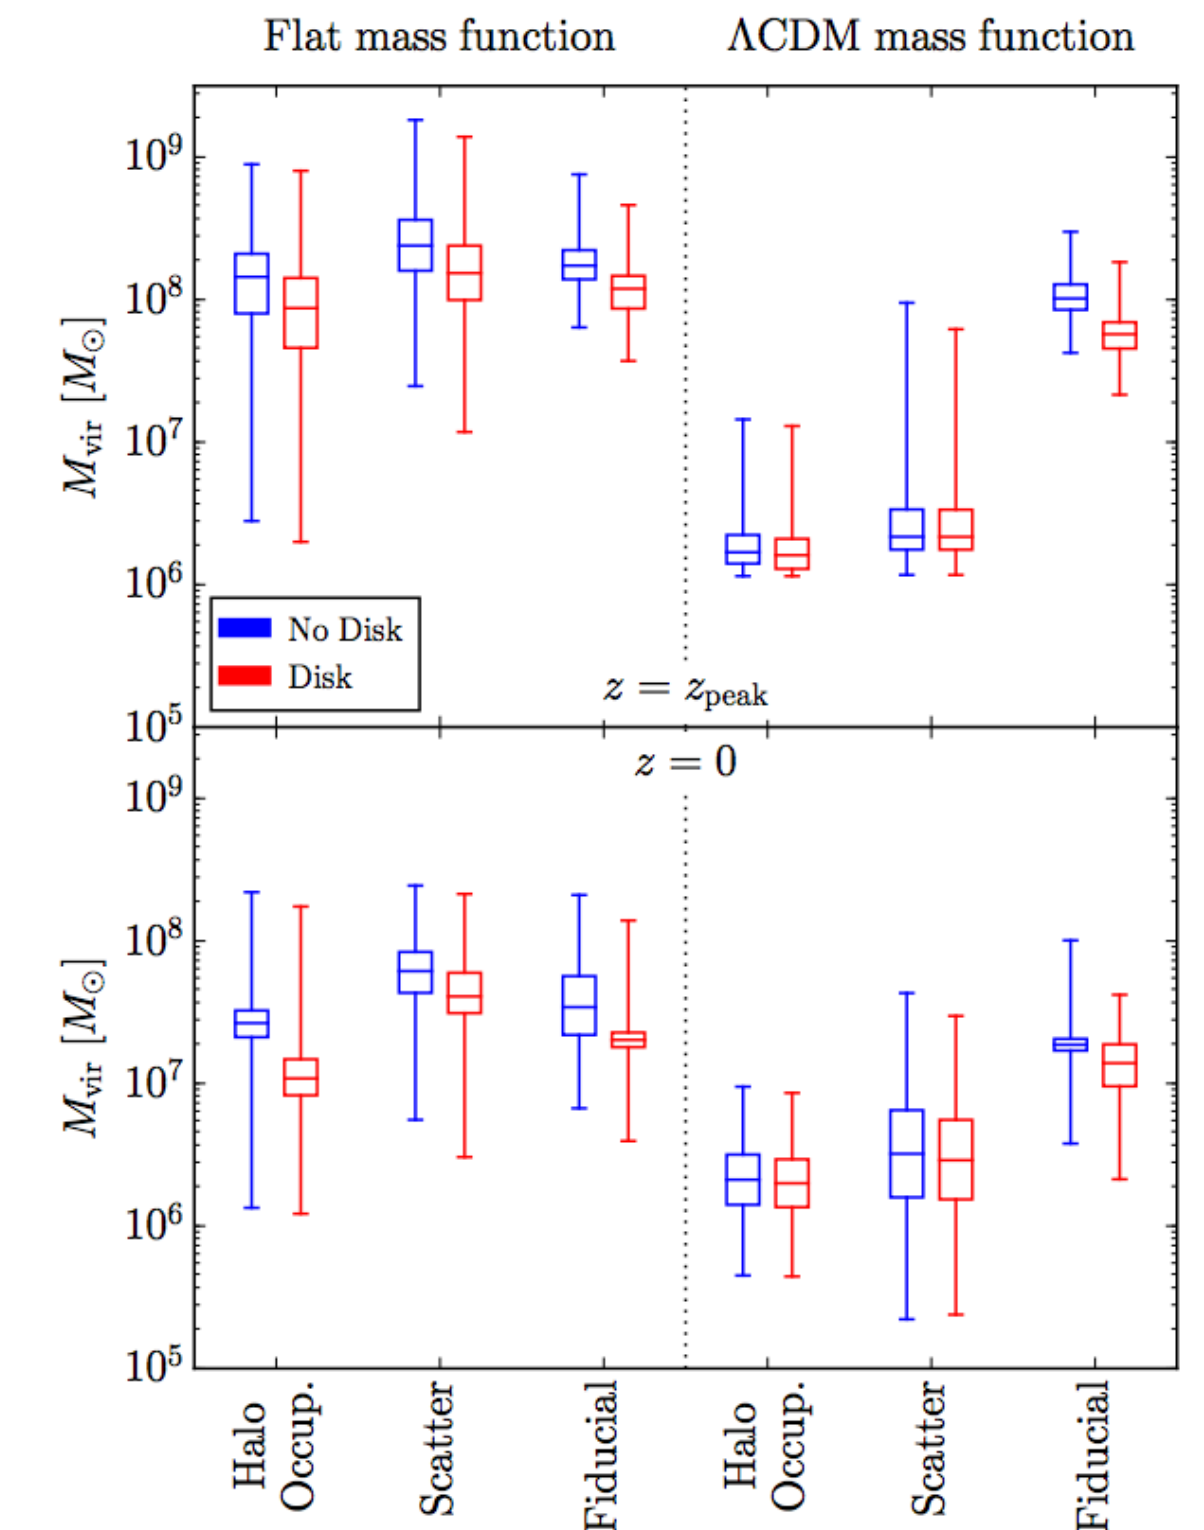 Flat mass function ΛCDM mass function
10⁹
10⁸
10⁷
10⁶
10⁵
M_vir [M_⊙]
No Disk
Disk
z = z_peak
z = 0
10⁹
10⁸
10⁷
10⁶
10⁵
M_vir [M_⊙]
Halo
Occup.
Scatter
Fiducial
Halo
Occup.
Scatter
Fiducial